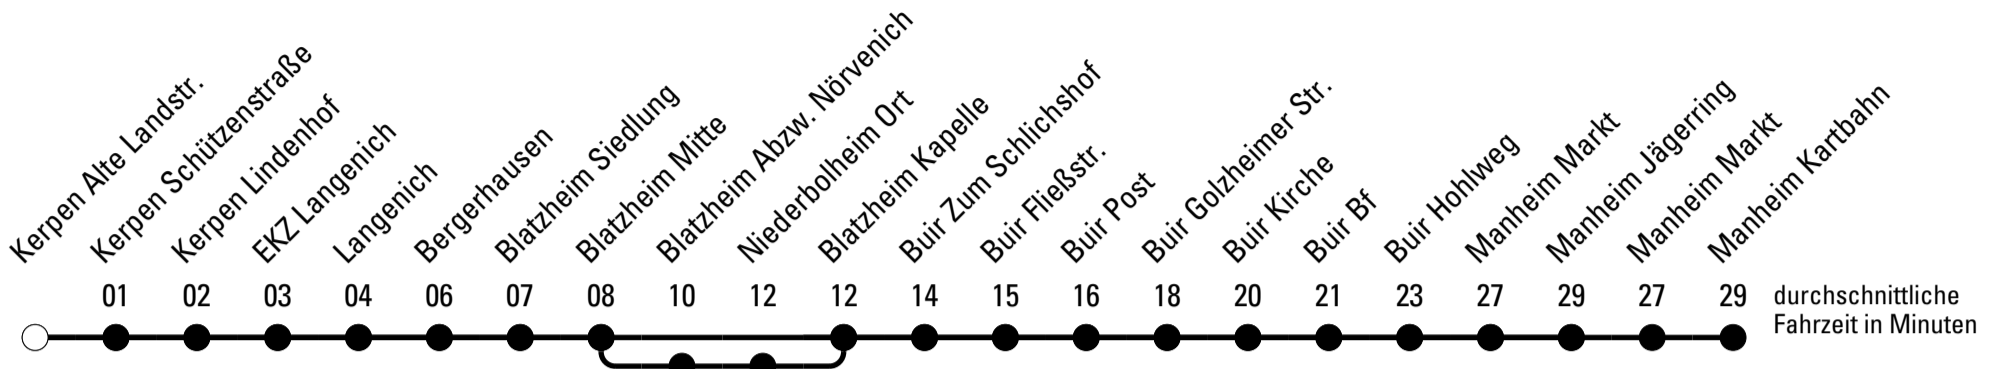 Kerpen Alte Landstr.
Kerpen Schützenstraße
Kerpen Lindenhof
EKZ Langenich
Langenich
Bergerhausen
Blatzheim Siedlung
Blatzheim Mitte
Blatzheim Abzw. Nörvenich
Niederbolheim Ort
Blatzheim Kapelle
Buir Zum Schlichshof
Buir Fließstr.
Buir Post
Buir Golzheimer Str.
Buir Kirche
Buir Bf
Buir Hohlweg
Manheim Markt
Manheim Jägerring
Manheim Markt
Manheim Kartbahn
01 02 03 04 06 07 08 10 12 12 14 15 16 18 20 21 23 27 29 27 29
durchschnittliche
Fahrzeit in Minuten